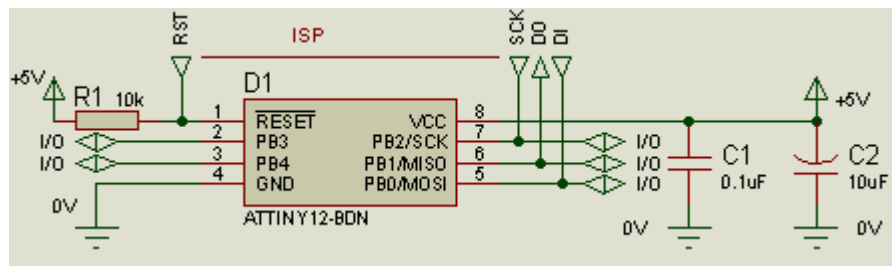 RST
ISP
SCK
DO
DI
+5V
R1 10k
D1
+5V
1 RESET VCC 8
I/O 2 PB3 PB2/SCK 7 I/O
I/O 3 PB4 PB1/MISO 6 I/O
4 GND PB0/MOSI 5 I/O
C1
0.1uF
C2
10uF
0V
ATTINY12-BDN
0V
0V